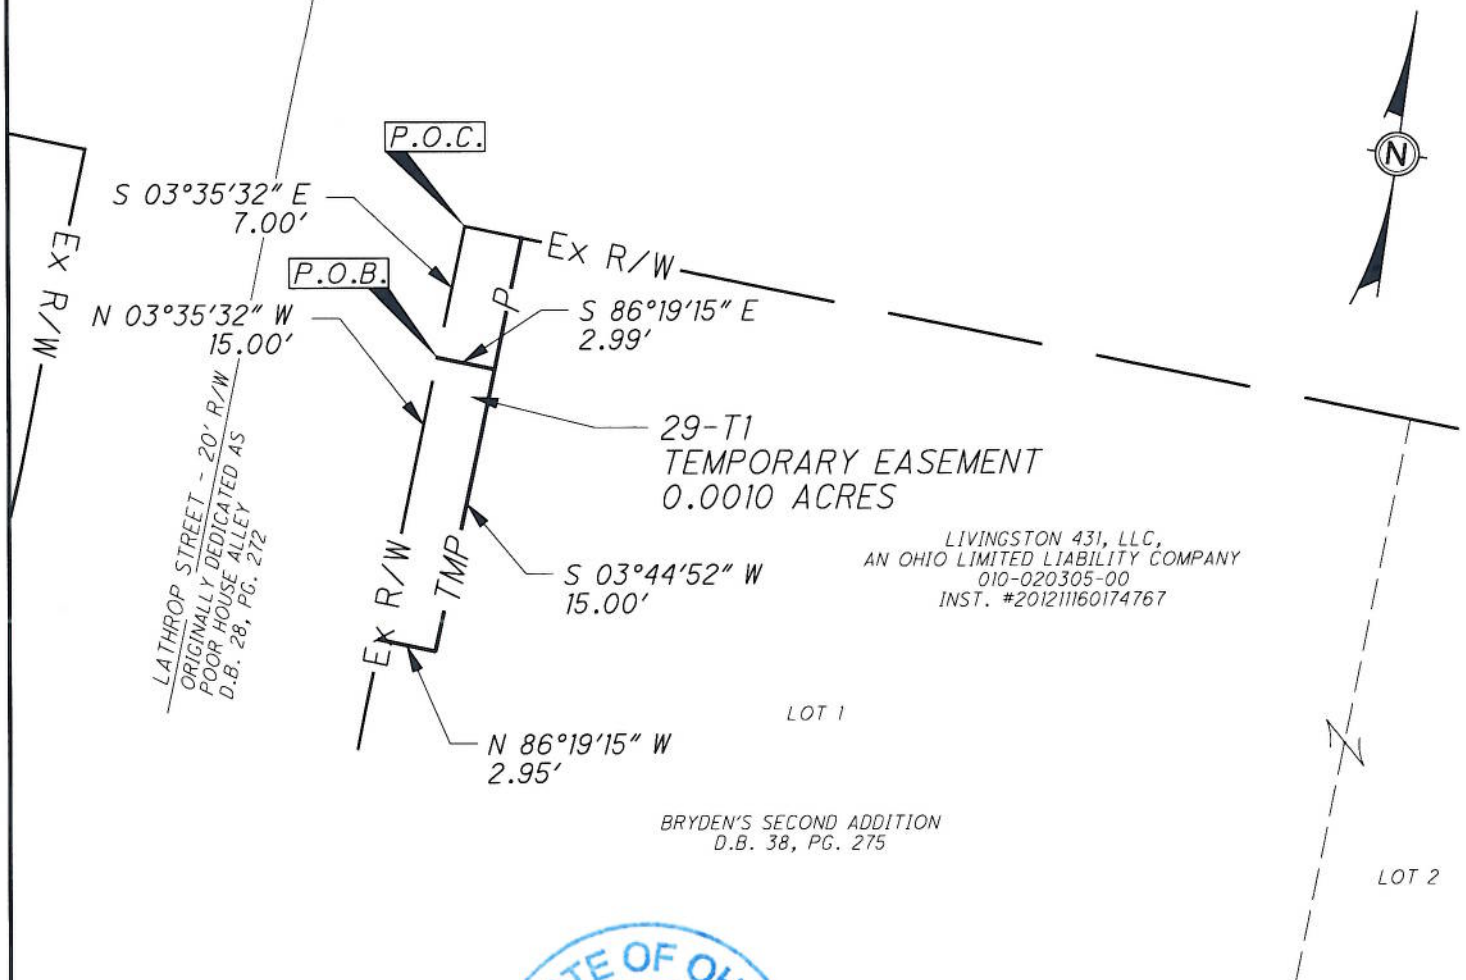 P.O.C.
S 03°35'32" E
7.00'
Ex R/W
Ex R/W
P.O.B.
P
N 03°35'32" W
15.00'
S 86°19'15" E
2.99'
29-T1
TEMPORARY EASEMENT
0.0010 ACRES
LATHROP STREET - 20' R/W
ORIGINALLY DEDICATED AS
POOR HOUSE ALLEY
D.B. 28, PG. 272
Ex R/W
TMP
S 03°44'52" W
15.00'
LIVINGSTON 431, LLC,
AN OHIO LIMITED LIABILITY COMPANY
010-020305-00
INST. #201211160174767
N 86°19'15" W
2.95'
LOT 1
BRYDEN'S SECOND ADDITION
D.B. 38, PG. 275
LOT 2
N
OF